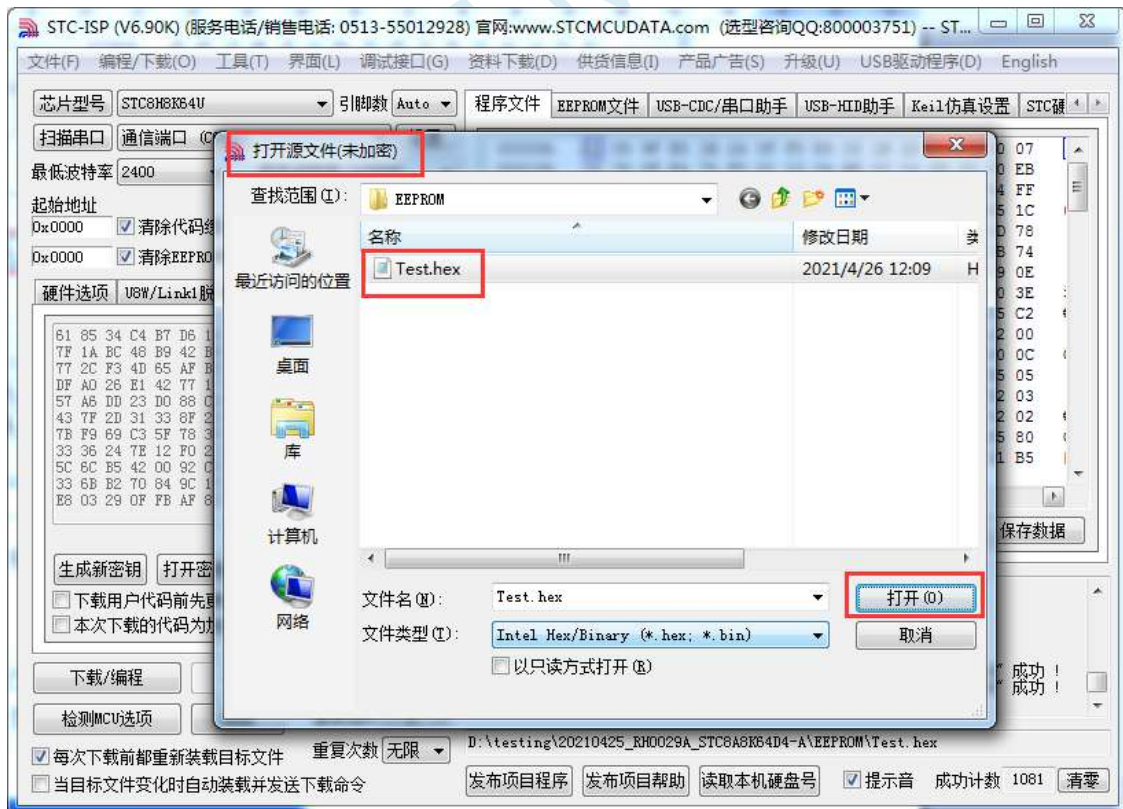 STC-ISP (V6.90K) (服务电话/销售电话: 0513-55012928) 官网:www.STCMCUDATA.com (选型咨询QQ:800003751) -- ST...
文件(F) 编程/下载(O) 工具(T) 界面(L) 调试接口(G) 资料下载(D) 供货信息(I) 产品广告(S) 升级(U) USB驱动程序(D) English
芯片型号 STC8H8K64U 引脚数 Auto 程序文件 EEPROM文件 USB-CDC/串口助手 USB-HID助手 Keil仿真设置
扫描串口 通信端口
最低波特率 2400
起始地址
0x0000 清除代码
0x0000 清除EEPRO
硬件选项 U8W/Link1脱
61 85 34 C4 B7 D6 1
7F 1A BC 48 B9 42 B
77 2C F3 4D 65 AF B
DF A0 26 E1 42 77 1
57 A6 DD 23 D0 88 C
43 7F 2D 31 33 8F 2
7B F9 69 C3 5F 78 3
33 36 24 7E 12 F0 2
5C 6C B5 42 00 92 C
33 6B B2 70 84 9C 1
E8 03 29 0F FB AF 8
生成新密钥 打开密
下载用户代码前先
本次下载的代码为
下载/编程
检测MCU选项
每次下载前都重新装载目标文件 重复次数 无限
当目标文件变化时自动装载并发送下载命令
打开源文件(未加密)
查找范围(I): EEPROM
名称 修改日期
Test.hex 2021/4/26 12:09 H
最近访问的位置
桌面
库
计算机
网络
文件名(N): Test.hex 打开(O)
文件类型(T): Intel Hex/Binary (*.hex; *.bin) 取消
以只读方式打开(R)
0 07
EB
FF
1C
78
74
0E
3E
C2
00
0C
05
03
02
80
B5
保存数据
成功 !
成功 !
D:\testing\20210425_RH0029A_STC8A8K64D4-A\EEPROM\Test.hex
发布项目程序 发布项目帮助 读取本机硬盘号 提示音 成功计数 1081 清零